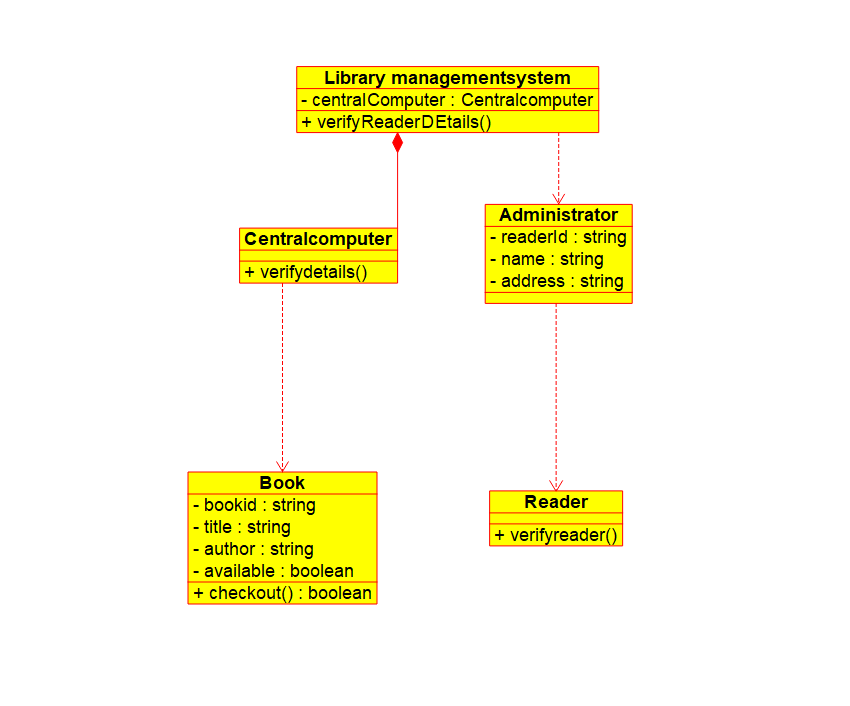 Library managementsystem
- centralComputer : Centralcomputer
+ verifyReaderDEtails()
Administrator
- readerId : string
- name : string
- address : string
Centralcomputer
+ verifydetails()
Book
- bookid : string
- title : string
- author : string
- available : boolean
+ checkout() : boolean
Reader
+ verifyreader()